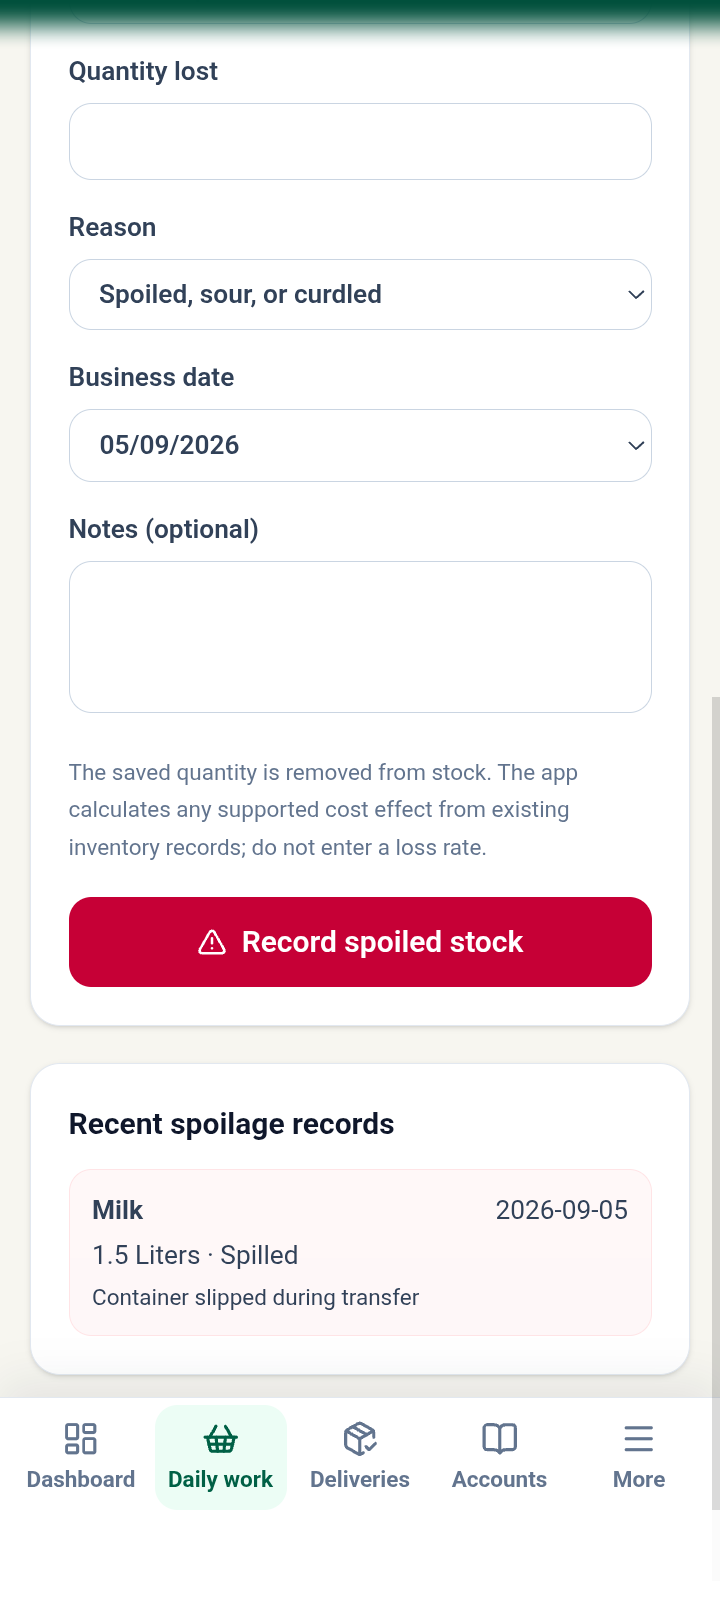 Quantity lost
Reason
Spoiled, sour, or curdled
Business date
05/09/2026
Notes (optional)
The saved quantity is removed from stock. The app
calculates any supported cost effect from existing
inventory records; do not enter a loss rate.
Record spoiled stock
Recent spoilage records
Milk 2026-09-05
1.5 Liters · Spilled
Container slipped during transfer
Dashboard Daily work Deliveries Accounts More